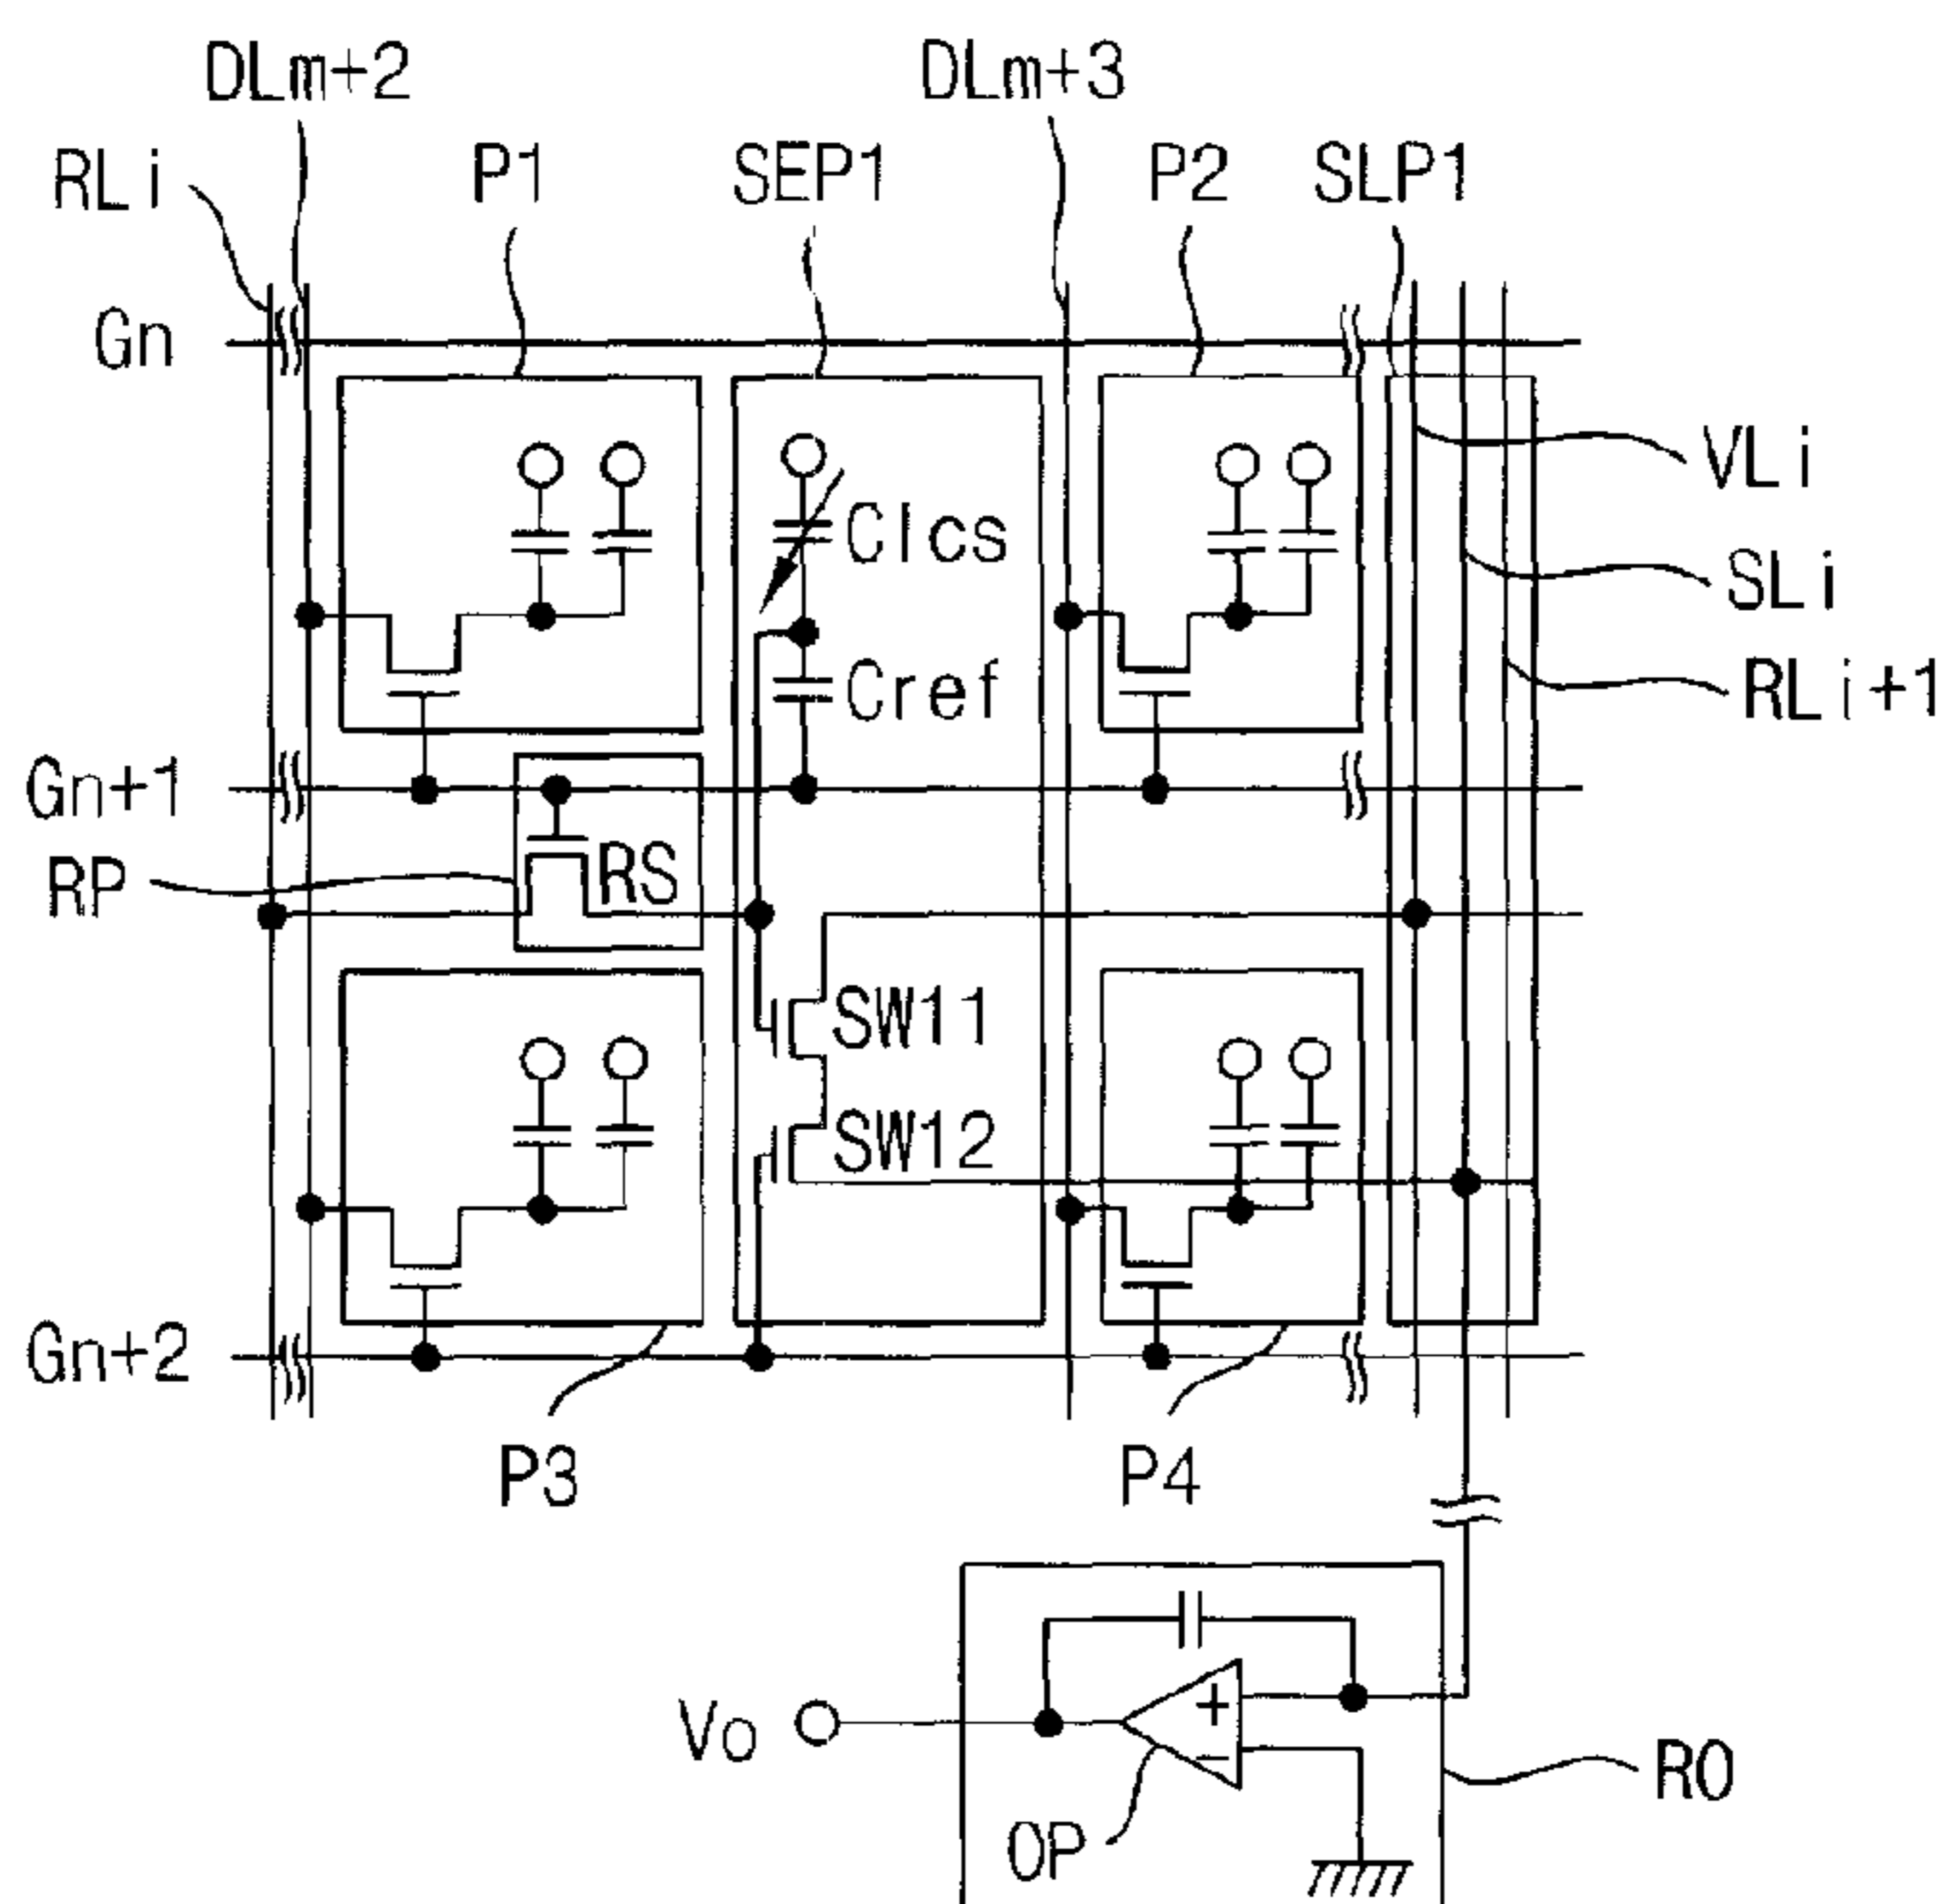 DLm+2
DLm+3
RLi
P1
SEP1
P2
SLP1
Gn
VLi
Clcs
SLi
Cref
RLi+1
Gn+1
RS
RP
SW11
SW12
Gn+2
P3
P4
+
Vo
−
RO
OP